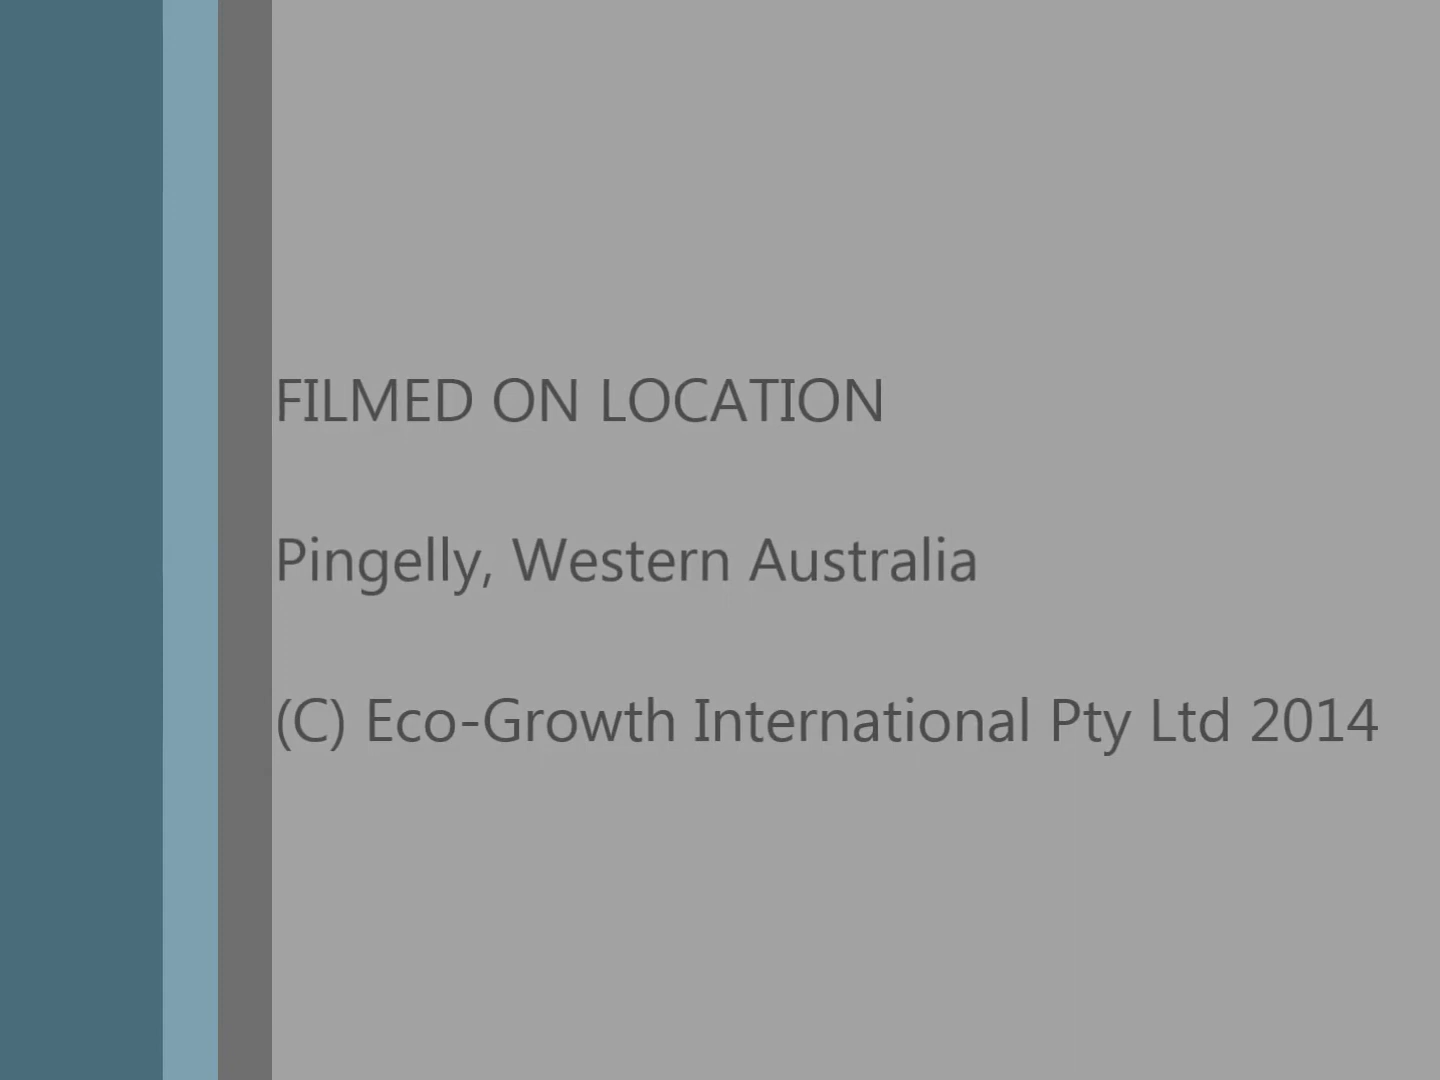 FILMED ON LOCATION
Pingelly, Western Australia
(C) Eco-Growth International Pty Ltd 2014